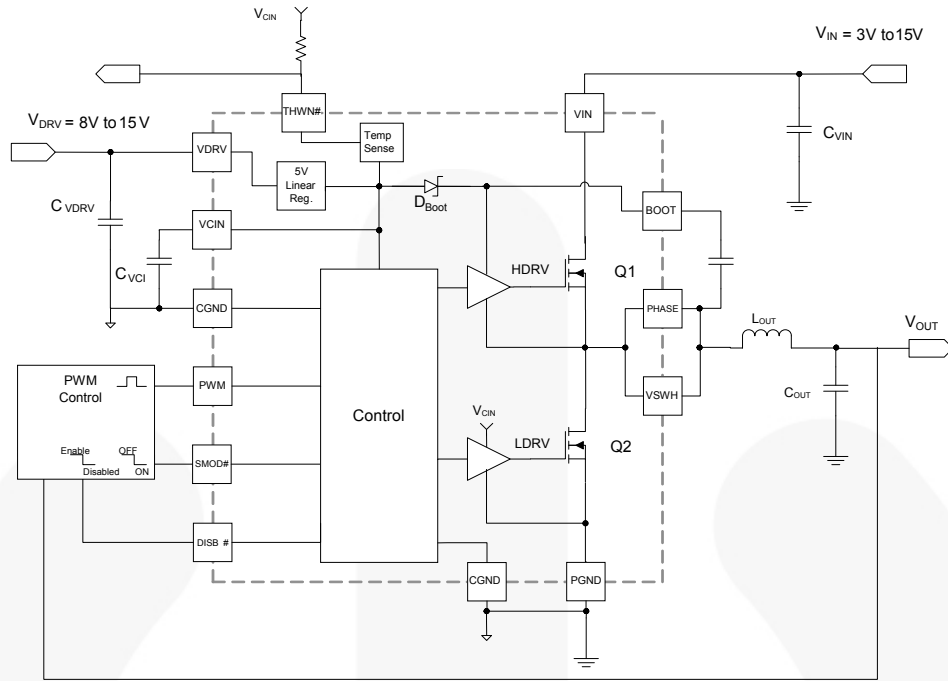 VCIN
VIN = 3V to 15V
THWN#
VIN
CVIN
VDRV = 8V to 15 V
Temp
Sense
VDRV
5V
Linear
Reg.
DBoot
BOOT
C VDRV
VCIN
CVCI
HDRV
Q1
CGND
PHASE
LOUT
VOUT
PWM
Control
PWM
Control
VCIN
VSWH
COUT
LDRV
Q2
Enable
Disabled
OFF
ON
SMOD#
DISB #
CGND
PGND